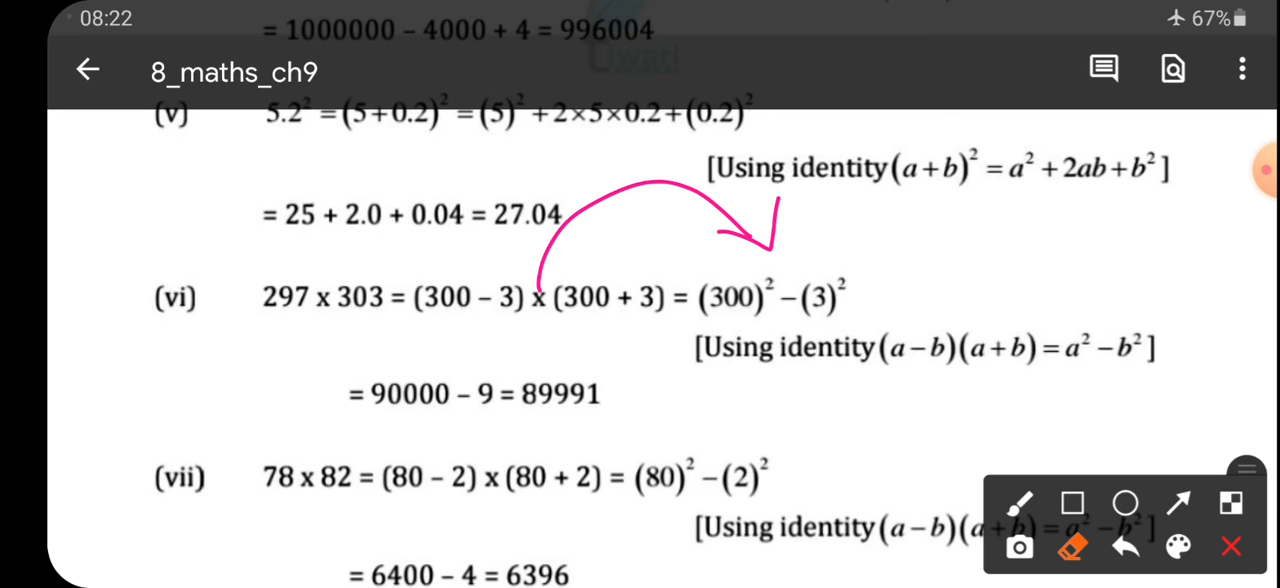 08:22 67%
= 1000000 – 4000 + 4 = 996004
8_maths_ch9
(v) 5.2² = (5+0.2)² = (5)² + 2×5×0.2+(0.2)²
[Using identity (a+b)² = a² + 2ab + b²]
= 25 + 2.0 + 0.04 = 27.04
(vi) 297 x 303 = (300 – 3) x (300 + 3) = (300)² – (3)²
[Using identity (a – b)(a + b) = a² – b²]
= 90000 – 9 = 89991
(vii) 78 x 82 = (80 – 2) x (80 + 2) = (80)² – (2)²
[Using identity (a – b)(a + b) = a² – b²]
= 6400 – 4 = 6396